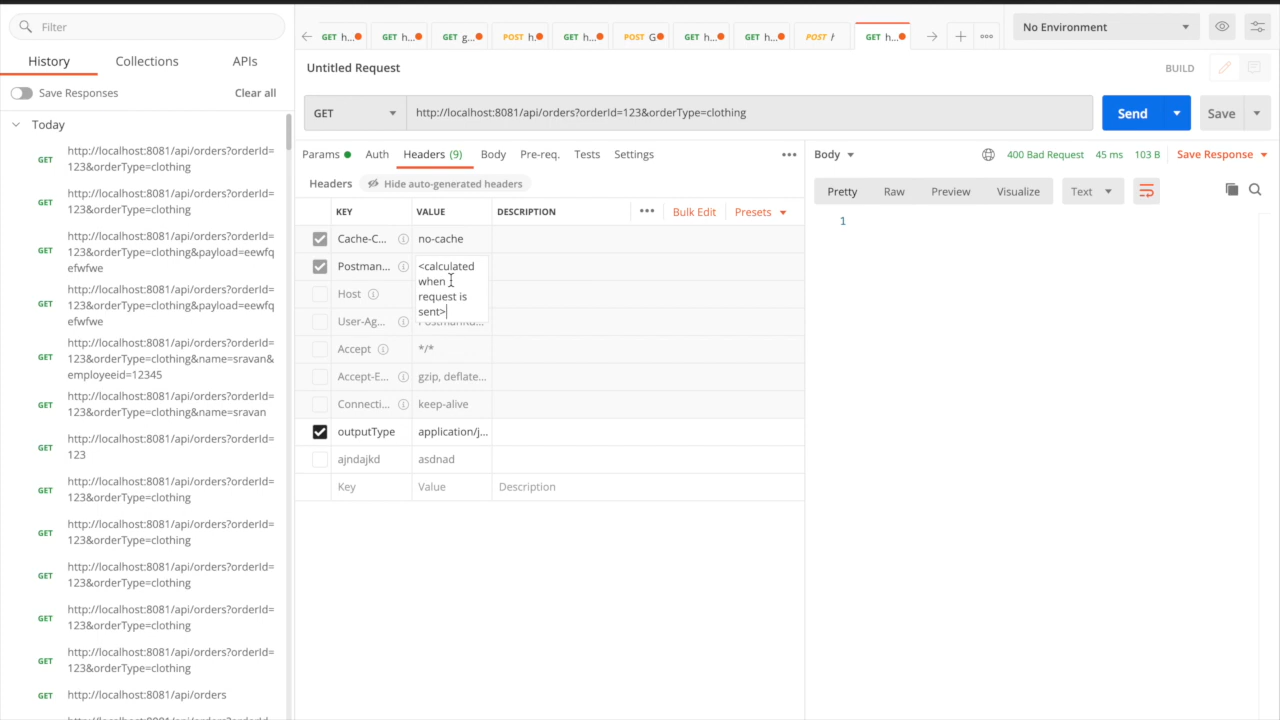 Filter
GET h...
GET h...
GET g...
POST h.
GET h...
POST G
GET h...
GET h...
POST
GET h...
No Environment
History
Collections
APIs
Untitled Request
BUILD
Save Responses
Clear all
GET
http://localhost:8081/api/orders?orderId=123&orderType=clothing
Send
Save
Today
GET
http://localhost:8081/api/orders?orderId=
123&orderType=clothing
GET
http://localhost:8081/api/orders?orderId=
123&orderType=clothing
GET
http://localhost:8081/api/orders?orderId=
123&orderType=clothing&payload=eewfq
efwfwe
GET
http://localhost:8081/api/orders?orderId=
123&orderType=clothing&payload=eewfq
efwfwe
GET
http://localhost:8081/api/orders?orderId=
123&orderType=clothing&name=sravan&
employeeid=12345
GET
http://localhost:8081/api/orders?orderId=
123&orderType=clothing&name=sravan
GET
http://localhost:8081/api/orders?orderId=
123
GET
http://localhost:8081/api/orders?orderId=
123&orderType=clothing
GET
http://localhost:8081/api/orders?orderId=
123&orderType=clothing
GET
http://localhost:8081/api/orders?orderId=
123&orderType=clothing
GET
http://localhost:8081/api/orders?orderId=
123&orderType=clothing
GET
http://localhost:8081/api/orders?orderId=
123&orderType=clothing
GET
http://localhost:8081/api/orders
Params
Auth
Headers (9)
Body
Pre-req.
Tests
Settings
Headers
Hide auto-generated headers
KEY
VALUE
DESCRIPTION
Bulk Edit
Presets
Cache-C...
no-cache
Postman...
<calculated
when
request is
sent>
Host
User-Ag...
Accept
*/*
Accept-E...
gzip, deflate...
Connecti...
keep-alive
outputType
application/j...
ajndajkd
asdnad
Key
Value
Description
Body
400 Bad Request
45 ms
103 B
Save Response
Pretty
Raw
Preview
Visualize
Text
1